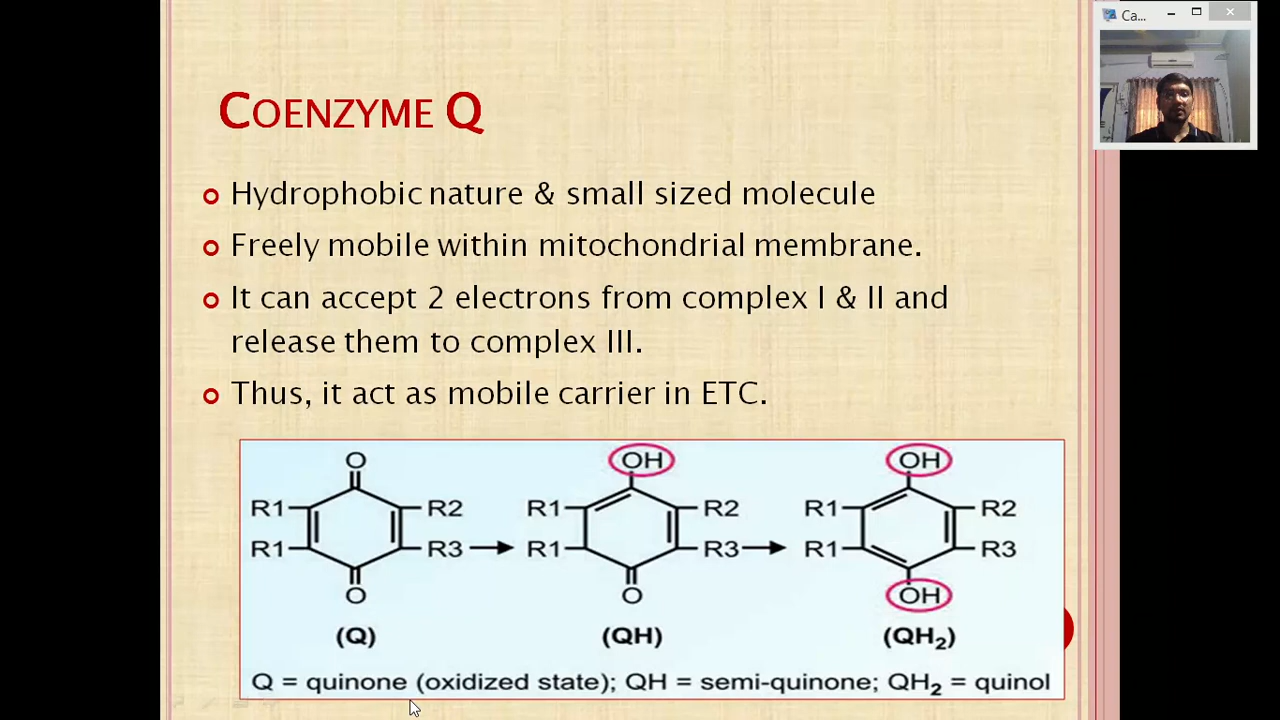 Ca...
COENZYME Q
Hydrophobic nature & small sized molecule
Freely mobile within mitochondrial membrane.
It can accept 2 electrons from complex I & II and
release them to complex III.
Thus, it act as mobile carrier in ETC.
O OH OH
R1 R2 R1 R2 R1 R2
R1 R3 R1 R3 R1 R3
O O OH
(Q) (QH) (QH₂)
Q = quinone (oxidized state); QH = semi-quinone; QH₂ = quinol